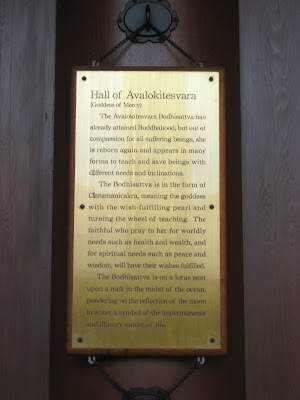 Hall of Avalokitesvara
(Goddess of Mercy)
The Avalokitesvara Bodhisattva has
already attained Buddhahood, but out of
compassion for all suffering beings, she
is reborn again and appears in many
forms to teach and save beings with
different needs and inclinations.
The Bodhisattva is in the form of
Cintamanicakra, meaning the goddess
with the wish-fulfilling pearl and
turning the wheel of teaching. The
faithful who pray to her for worldly
needs such as health and wealth, and
for spiritual needs such as peace and
wisdom, will have their wishes fulfilled.
The Bodhisattva is on a lotus seat
upon a rock in the midst of the ocean,
pondering on the reflection of the moon
in water, a symbol of the impermanence
and illusory nature of life.